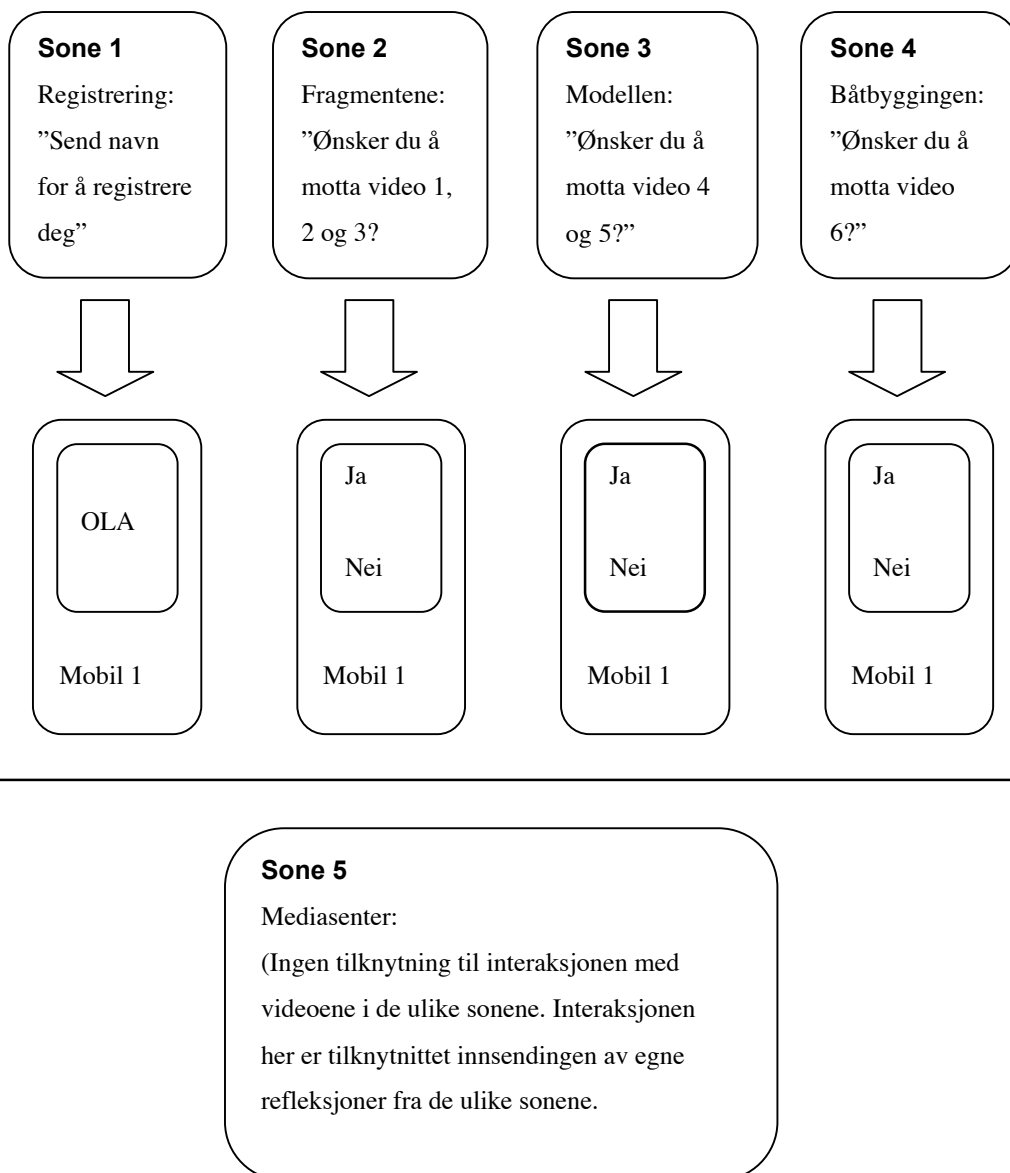 Sone 1
Registrering:
”Send navn
for å registrere
deg”
Sone 2
Fragmentene:
”Ønsker du å
motta video 1,
2 og 3?
Sone 3
Modellen:
”Ønsker du å
motta video 4
og 5?”
Sone 4
Båtbyggingen:
”Ønsker du å
motta video
6?”
OLA
Mobil 1
Ja
Nei
Mobil 1
Ja
Nei
Mobil 1
Ja
Nei
Mobil 1
Sone 5
Mediasenter:
(Ingen tilknytning til interaksjonen med
videoene i de ulike sonene. Interaksjonen
her er tilknytnittet innsendingen av egne
refleksjoner fra de ulike sonene.